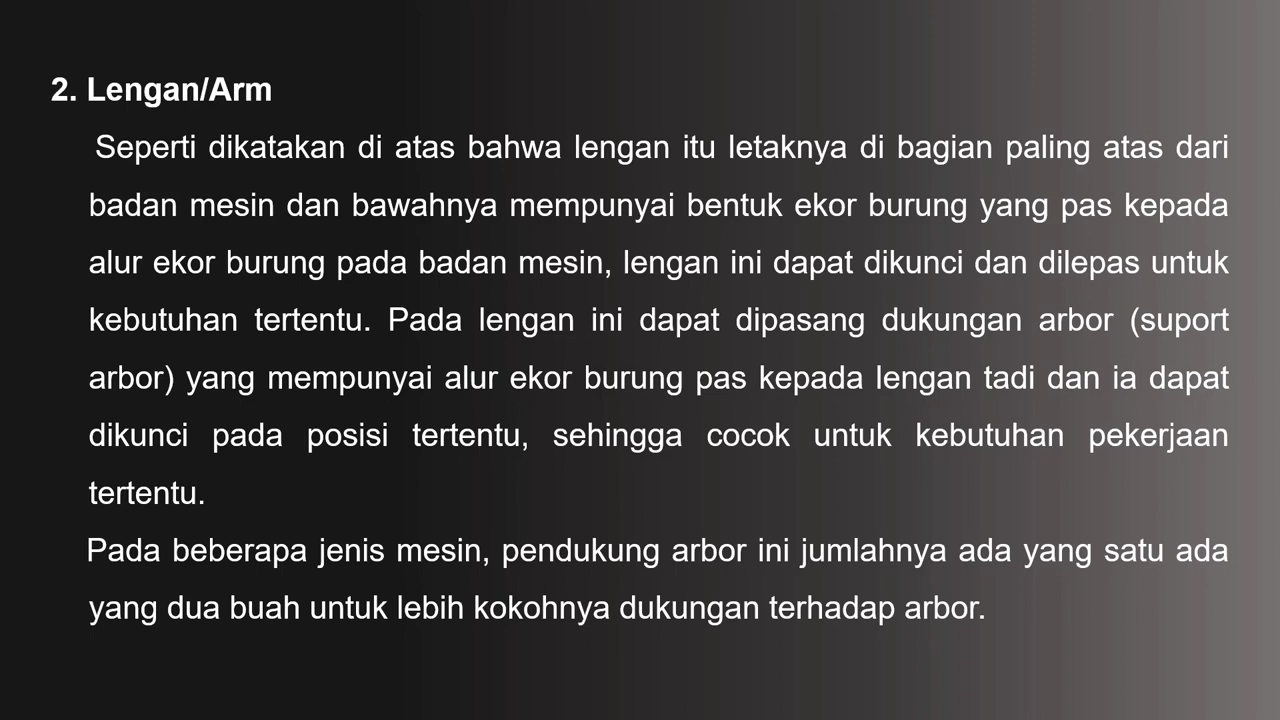 2. Lengan/Arm
Seperti dikatakan di atas bahwa lengan itu letaknya di bagian paling atas dari
badan mesin dan bawahnya mempunyai bentuk ekor burung yang pas kepada
alur ekor burung pada badan mesin, lengan ini dapat dikunci dan dilepas untuk
kebutuhan tertentu. Pada lengan ini dapat dipasang dukungan arbor (suport
arbor) yang mempunyai alur ekor burung pas kepada lengan tadi dan ia dapat
dikunci pada posisi tertentu, sehingga cocok untuk kebutuhan pekerjaan
tertentu.
Pada beberapa jenis mesin, pendukung arbor ini jumlahnya ada yang satu ada
yang dua buah untuk lebih kokohnya dukungan terhadap arbor.